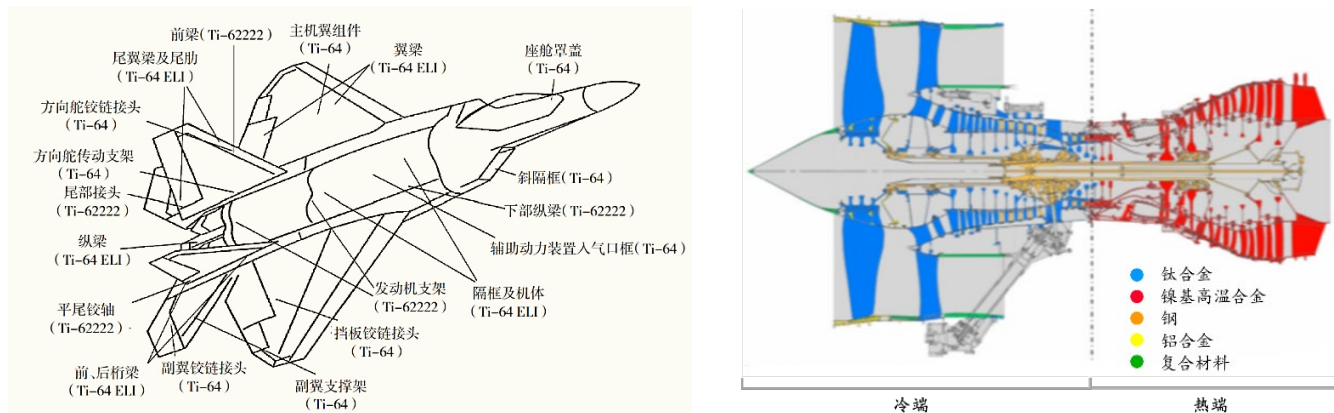 前梁(Ti-62222)
主机翼组件
(Ti-64)
尾翼梁及尾肋
(Ti-64 ELI)
翼梁
(Ti-64 ELI)
座舱罩盖
(Ti-64)
方向舵铰链接头
(Ti-64)
方向舵传动支架
(Ti-64)
尾部接头
(Ti-62222)
纵梁
(Ti-64 ELI)
平尾铰轴
(Ti-62222)
前、后桁梁
(Ti-64 ELI)
副翼铰链接头
(Ti-64)
副翼支撑架
(Ti-64)
挡板铰链接头
(Ti-64)
发动机支架
(Ti-62222)
隔框及机体
(Ti-64 ELI)
辅助动力装置人气口框(Ti-64)
下部纵梁(Ti-62222)
斜隔框(Ti-64)
钛合金
镍基高温合金
钢
铝合金
复合材料
冷端
热端